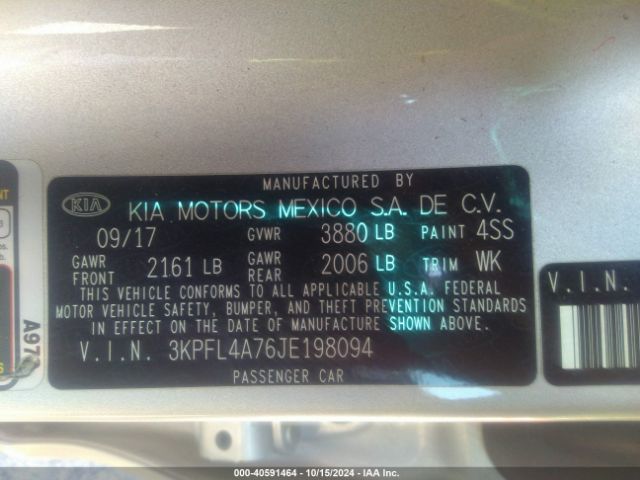 MANUFACTURED BY
KIA KIA MOTORS MEXICO S.A. DE C.V.
09/17 GVWR 3880 LB PAINT 4SS
GAWR FRONT 2161 LB GAWR REAR 2006 LB TRIM WK
THIS VEHICLE CONFORMS TO ALL APPLICABLE U.S.A. FEDERAL
MOTOR VEHICLE SAFETY, BUMPER, AND THEFT PREVENTION STANDARDS
IN EFFECT ON THE DATE OF MANUFACTURE SHOWN ABOVE.
V.I.N. 3KPFL4A76JE198094
PASSENGER CAR
V.I.N.
000-40591464 - 10/15/2024 - IAA Inc.